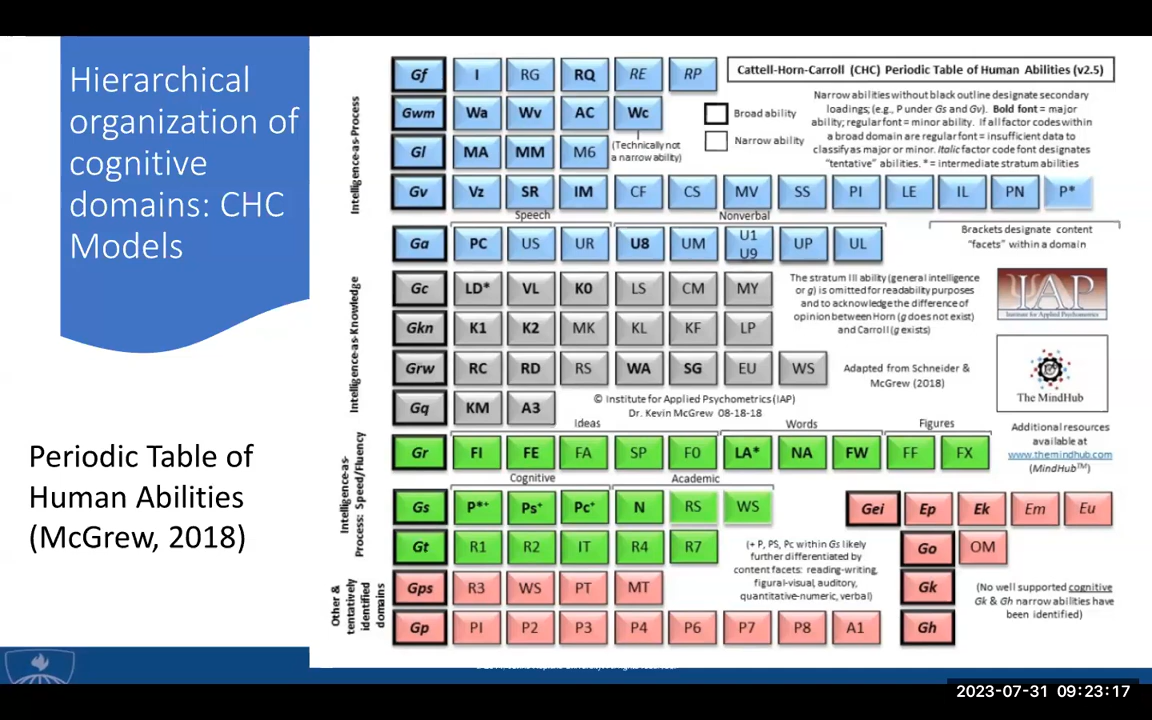 Hierarchical
organization of
cognitive
domains: CHC
Models
Periodic Table of
Human Abilities
(McGrew, 2018)
Cattell-Horn-Carroll (CHC) Periodic Table of Human Abilities (v2.5)
Narrow abilities without black outline designate secondary
loadings; (e.g., P under Gs and Gv). Bold font = major
ability; regular font = minor ability. If all factor codes within
a broad domain are regular font = insufficient data to
classify as major or minor. Italic factor code font designates
"tentative" abilities. * = intermediate stratum abilities
Broad ability
Narrow ability
Intelligence-as-Process
Gf I RG RQ RE RP
Gwm Wa Wv AC Wc
(Technically not
a narrow ability)
Gl MA MM M6
Gv Vz SR IM CF CS MV SS PI LE IL PN P*
Speech Nonverbal
Brackets designate content
"facets" within a domain
Ga PC US UR U8 UM U1 U9 UP UL
Intelligence-as-Knowledge
Gc LD* VL K0 LS CM MY
Gkn K1 K2 MK KL KF LP
Grw RC RD RS WA SG EU WS
Gq KM A3
The stratum III ability (general intelligence
or g) is omitted for readability purposes
and to acknowledge the difference of
opinion between Horn (g does not exist)
and Carroll (g exists)
Adapted from Schneider &
McGrew (2018)
© Institute for Applied Psychometrics (IAP)
Dr. Kevin McGrew 08-18-18
IAP
Institute for Applied Psychometrics
The MindHub
Additional resources
available at
www.themindhub.com
(MindHub™)
Intelligence-as-
Process: Speed/Fluency
Ideas Words Figures
Gr FI FE FA SP FO LA* NA FW FF FX
Cognitive Academic
Gs P*+ Ps+ Pc+ N RS WS
Gt R1 R2 IT R4 R7
(+ P, PS, Pc within Gs likely
further differentiated by
content facets: reading-writing,
figural-visual, auditory,
quantitative-numeric, verbal)
Other &
tentatively
identified
domains
Gps R3 WS PT MT
Gp PI P2 P3 P4 P6 P7 P8 A1
Gei Ep Ek Em Eu
Go OM
Gk
Gh
(No well supported cognitive
Gk & Gh narrow abilities have
been identified)
2023-07-31 09:23:17